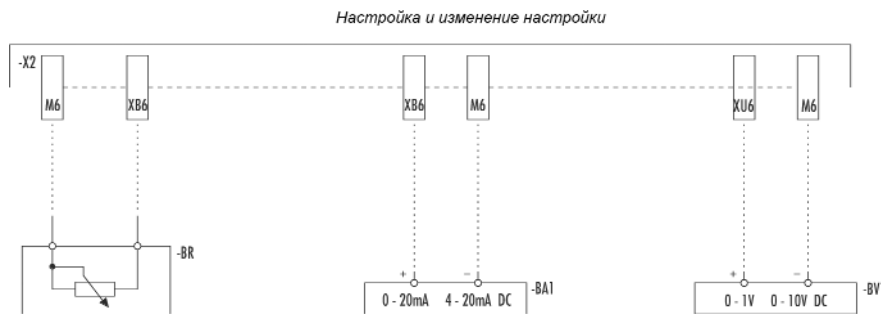 Настройка и изменение настройки
-X2
M6 XB6 XB6 M6 XU6 M6
-BR
+ – -BA1 + – -BV
0 - 20mA 4 - 20mA DC 0 - 1V 0 - 10V DC